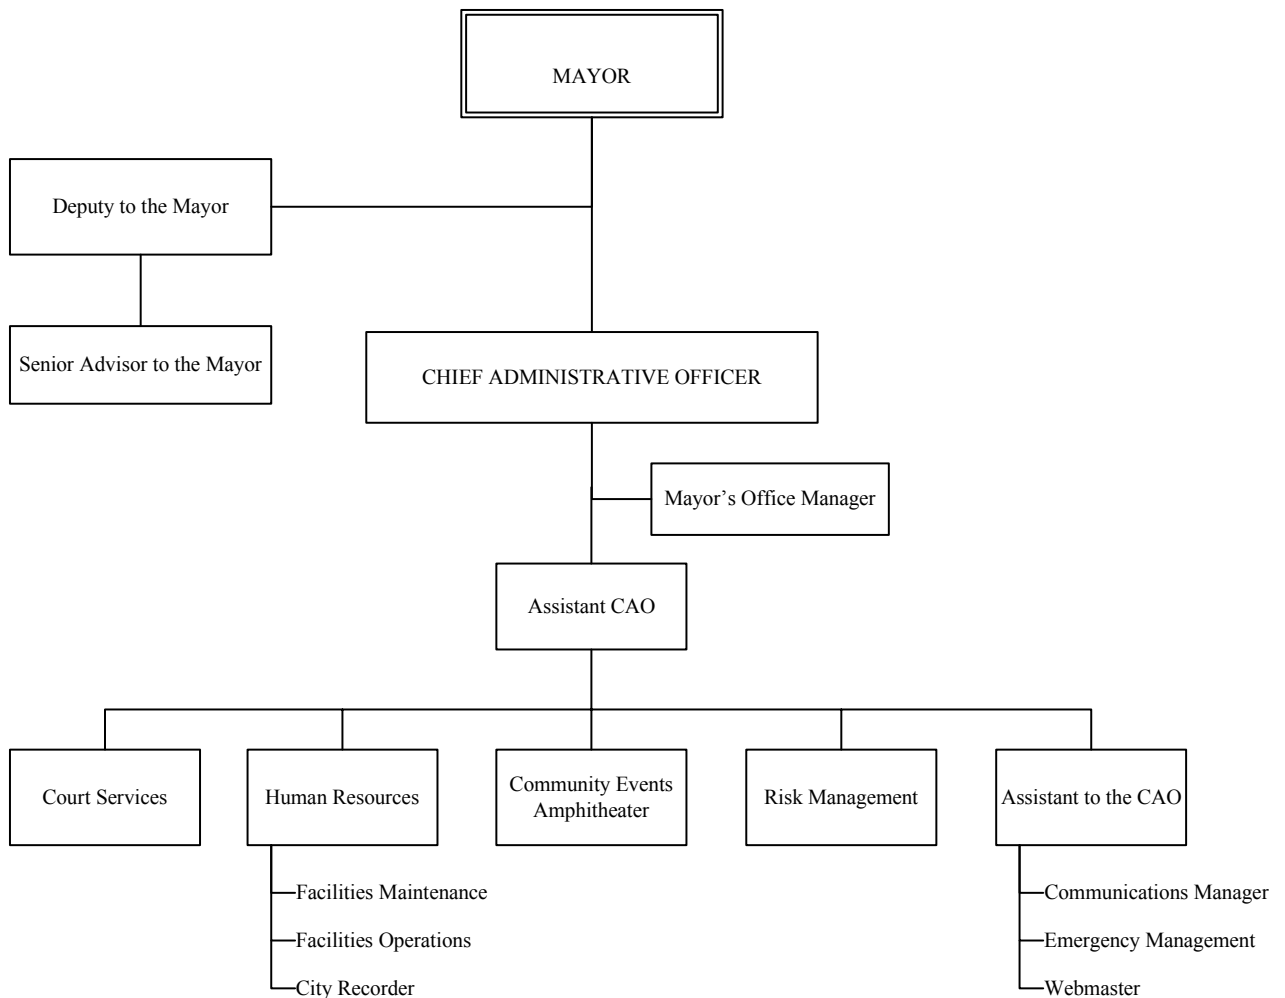 MAYOR
Deputy to the Mayor
Senior Advisor to the Mayor
CHIEF ADMINISTRATIVE OFFICER
Mayor’s Office Manager
Assistant CAO
Court Services
Human Resources
Community Events
Amphitheater
Risk Management
Assistant to the CAO
Facilities Maintenance
Facilities Operations
City Recorder
Communications Manager
Emergency Management
Webmaster